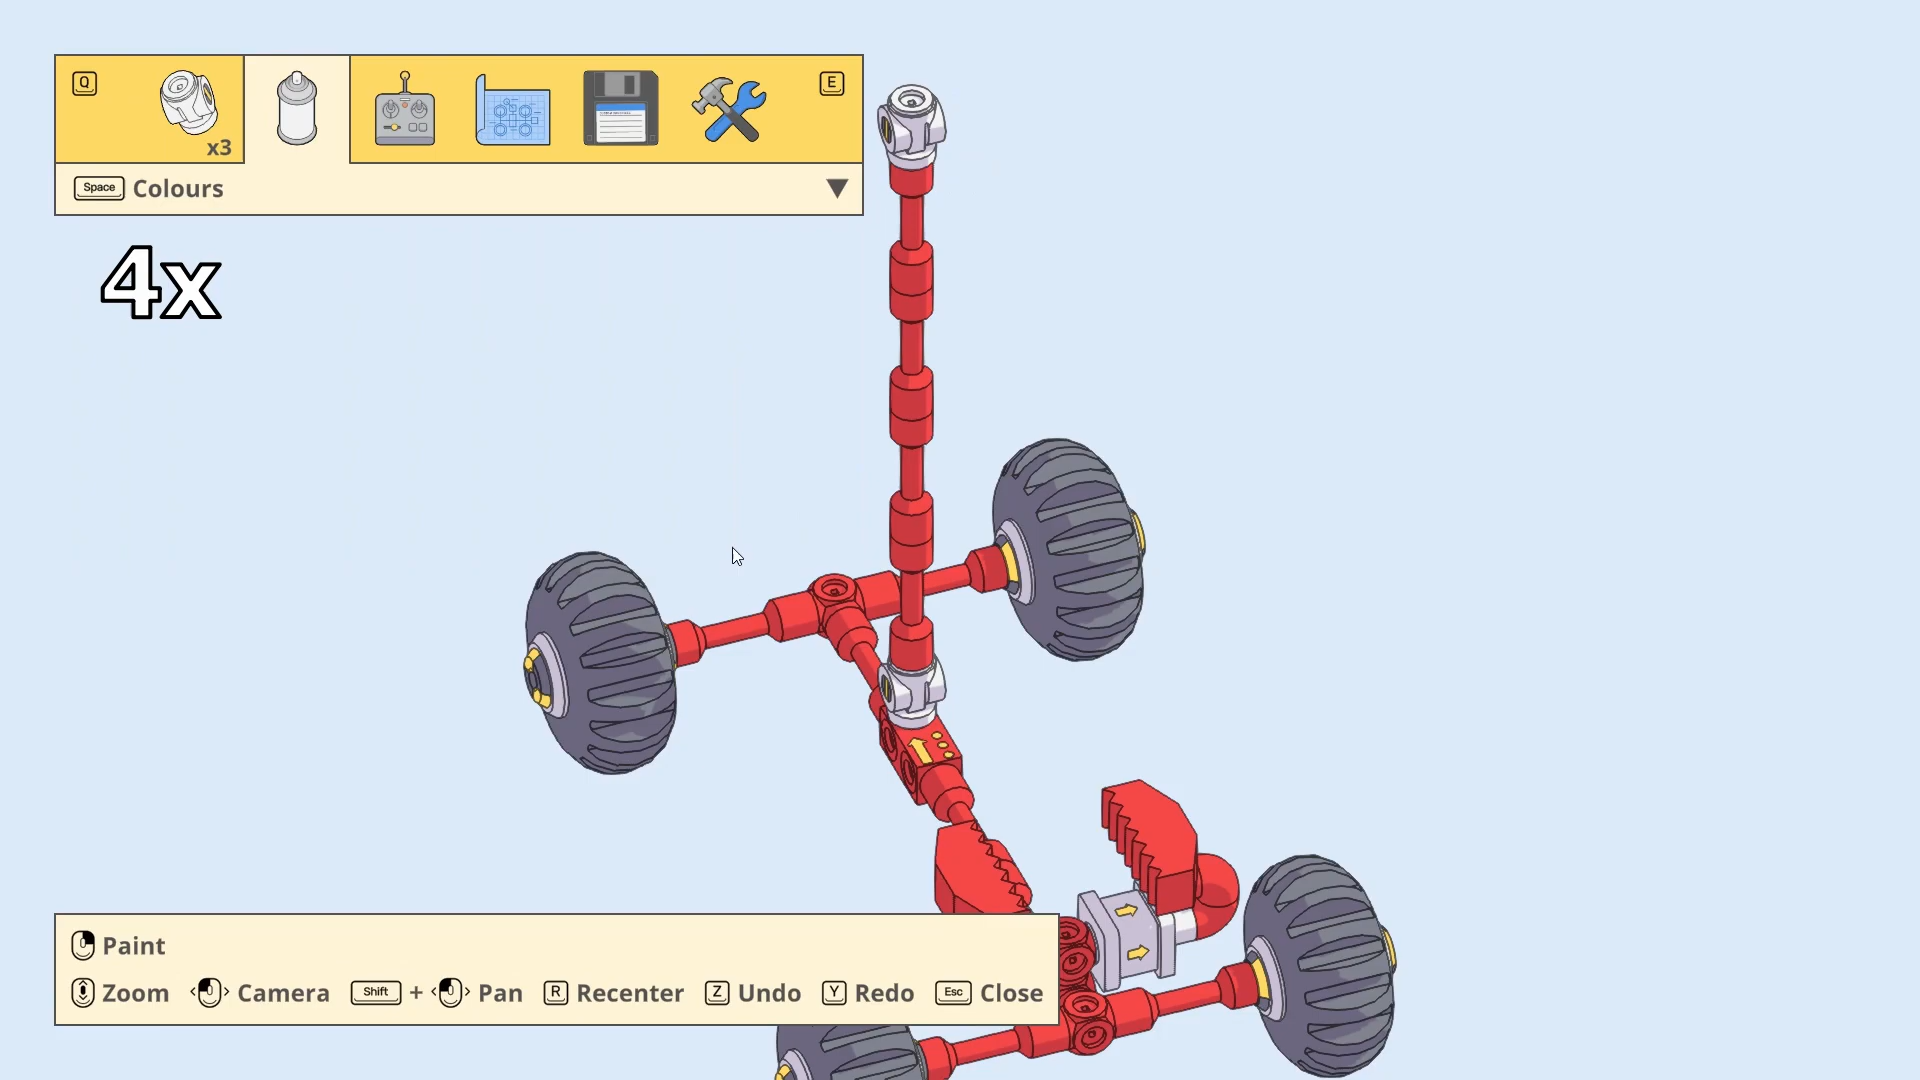 Q
x3
E
Space Colours
4x
Paint
Zoom Camera Shift + Pan R Recenter Z Undo Y Redo Esc Close